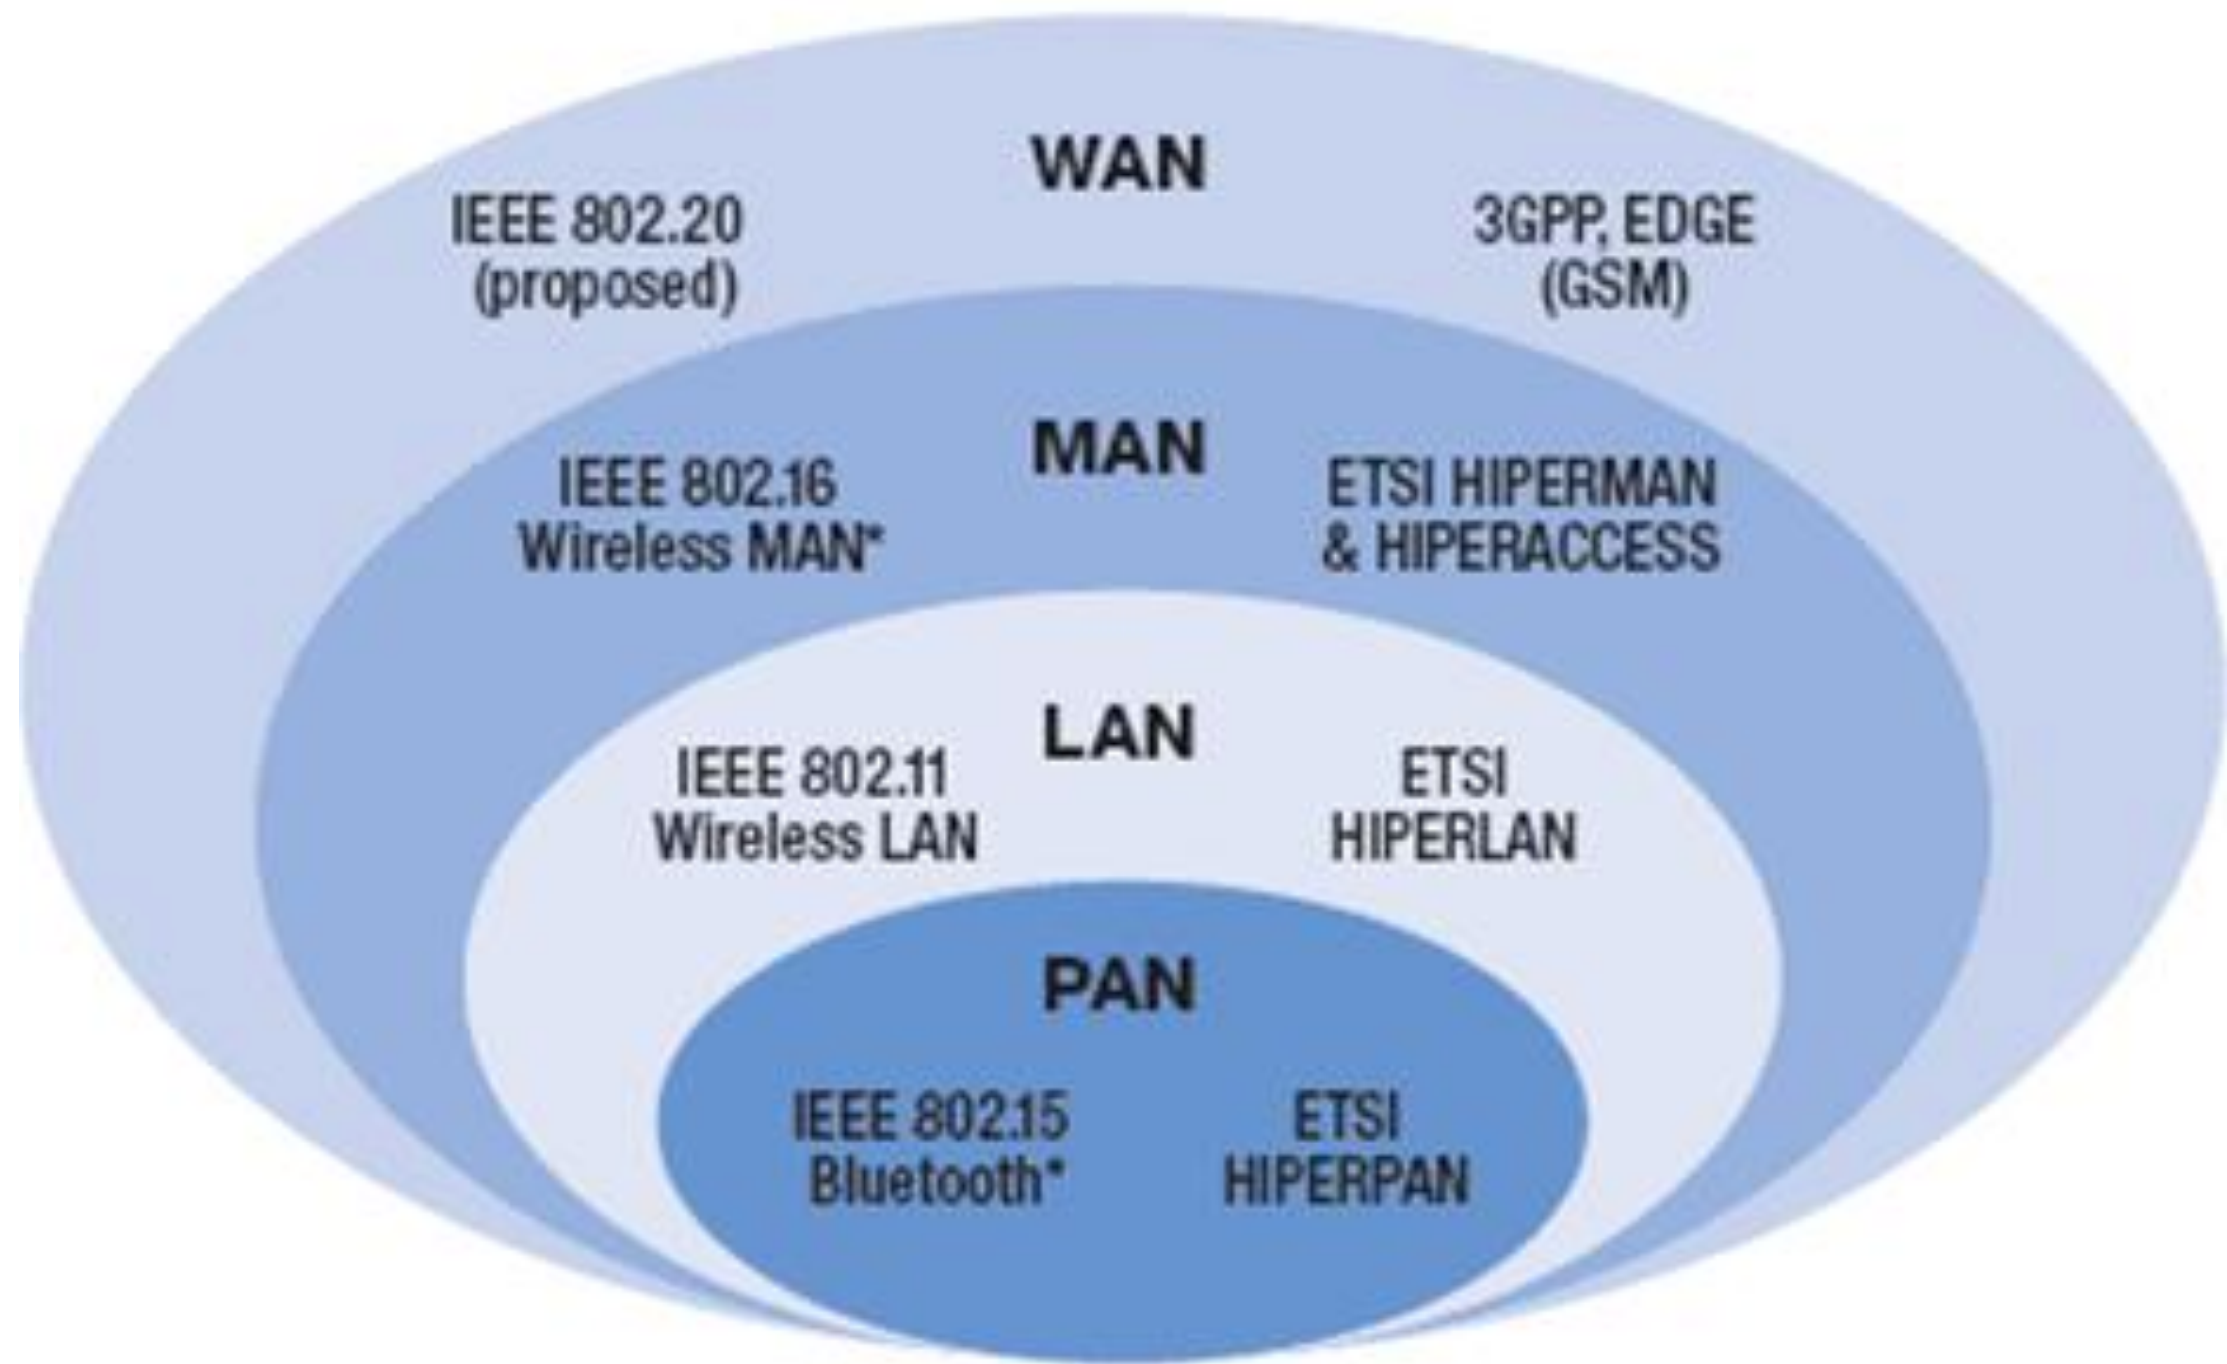 WAN
IEEE 802.20
(proposed)
3GPP, EDGE
(GSM)
MAN
IEEE 802.16
Wireless MAN*
ETSI HIPERMAN
& HIPERACCESS
LAN
IEEE 802.11
Wireless LAN
ETSI
HIPERLAN
PAN
IEEE 802.15
Bluetooth*
ETSI
HIPERPAN